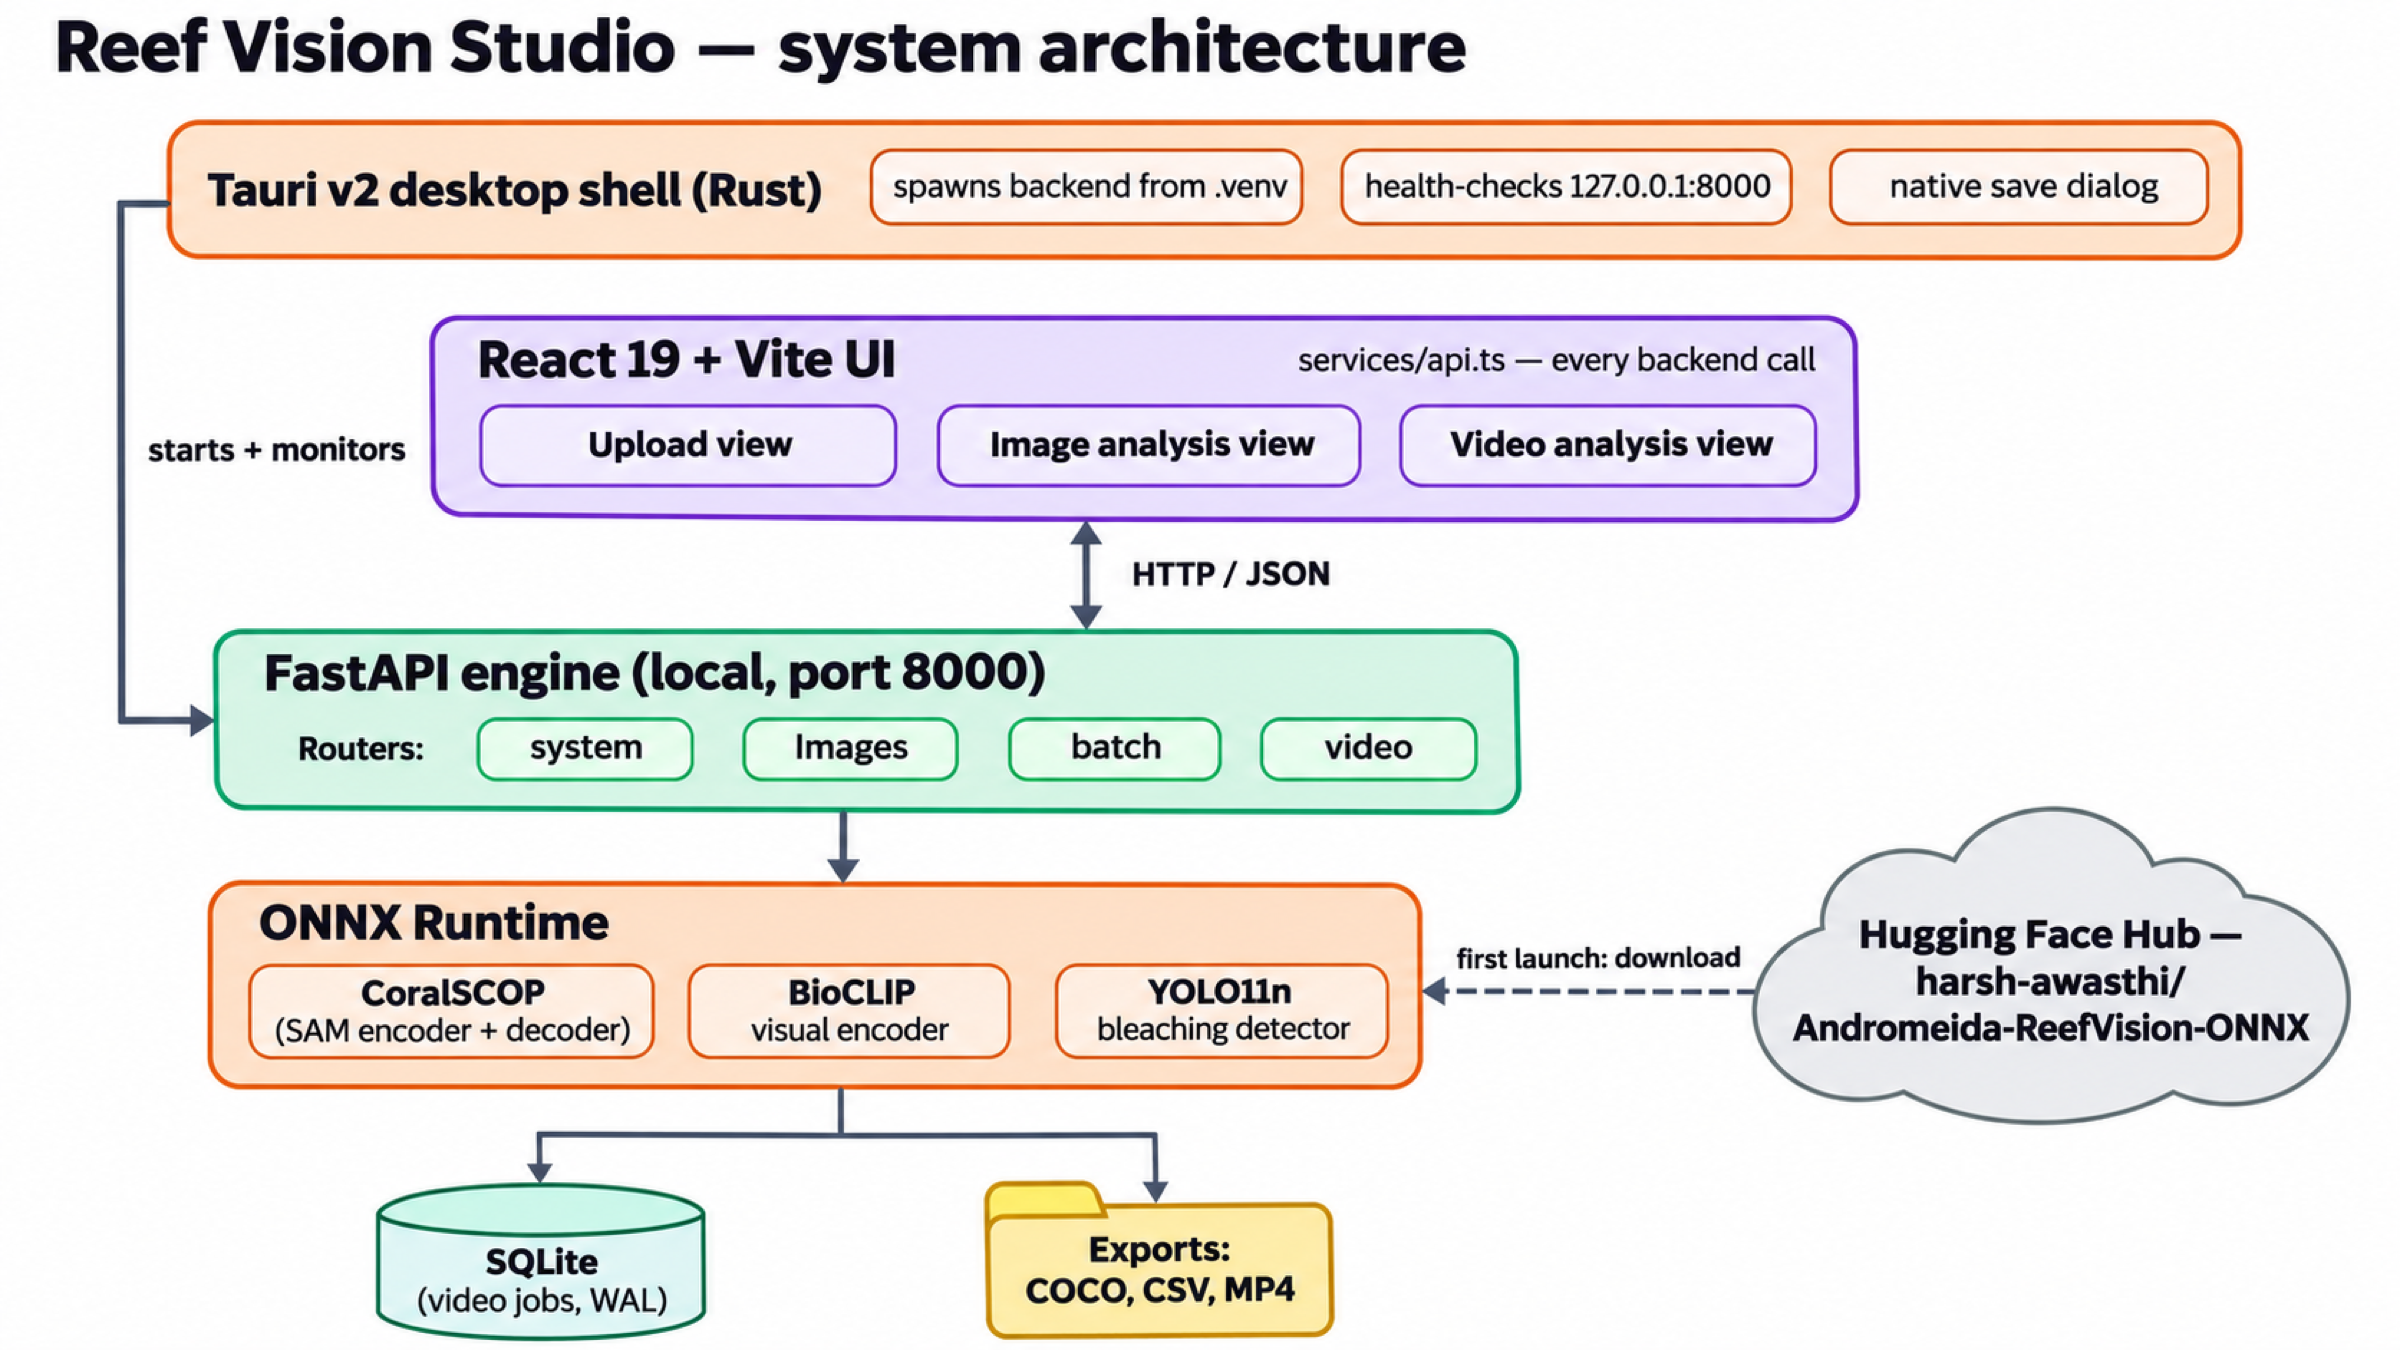 Reef Vision Studio — system architecture
Tauri v2 desktop shell (Rust)
spawns backend from .venv
health-checks 127.0.0.1:8000
native save dialog
React 19 + Vite UI
services/api.ts — every backend call
Upload view
Image analysis view
Video analysis view
starts + monitors
HTTP / JSON
FastAPI engine (local, port 8000)
Routers:
system
Images
batch
video
ONNX Runtime
CoralSCOP
(SAM encoder + decoder)
BioCLIP
visual encoder
YOLO11n
bleaching detector
first launch: download
Hugging Face Hub —
harsh-awasthi/
Andromeida-ReefVision-ONNX
SQLite
(video jobs, WAL)
Exports:
COCO, CSV, MP4